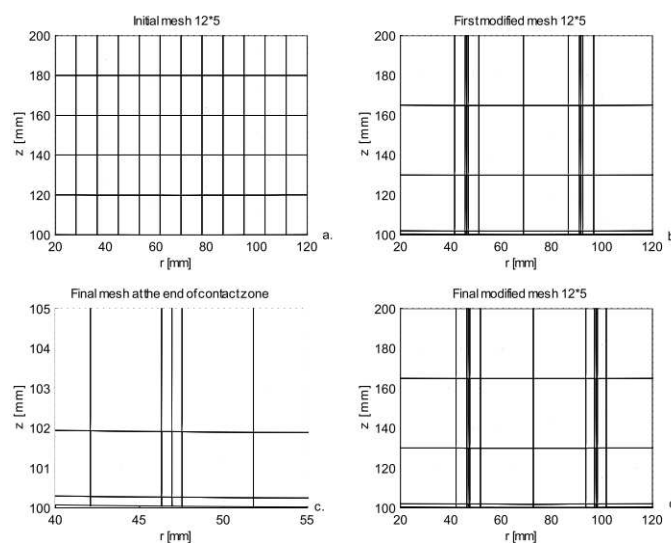 Initial mesh 12*5
200
180
160
140
120
100
z [mm]
20 40 60 80 100 120
r [mm]
a.
First modified mesh 12*5
200
180
160
140
120
100
z [mm]
20 40 60 80 100 120
r [mm]
b
Final mesh at the end of contact zone
105
104
103
102
101
100
z [mm]
40 45 50 55
r [mm]
c.
Final modified mesh 12*5
200
180
160
140
120
100
z [mm]
20 40 60 80 100 120
r [mm]